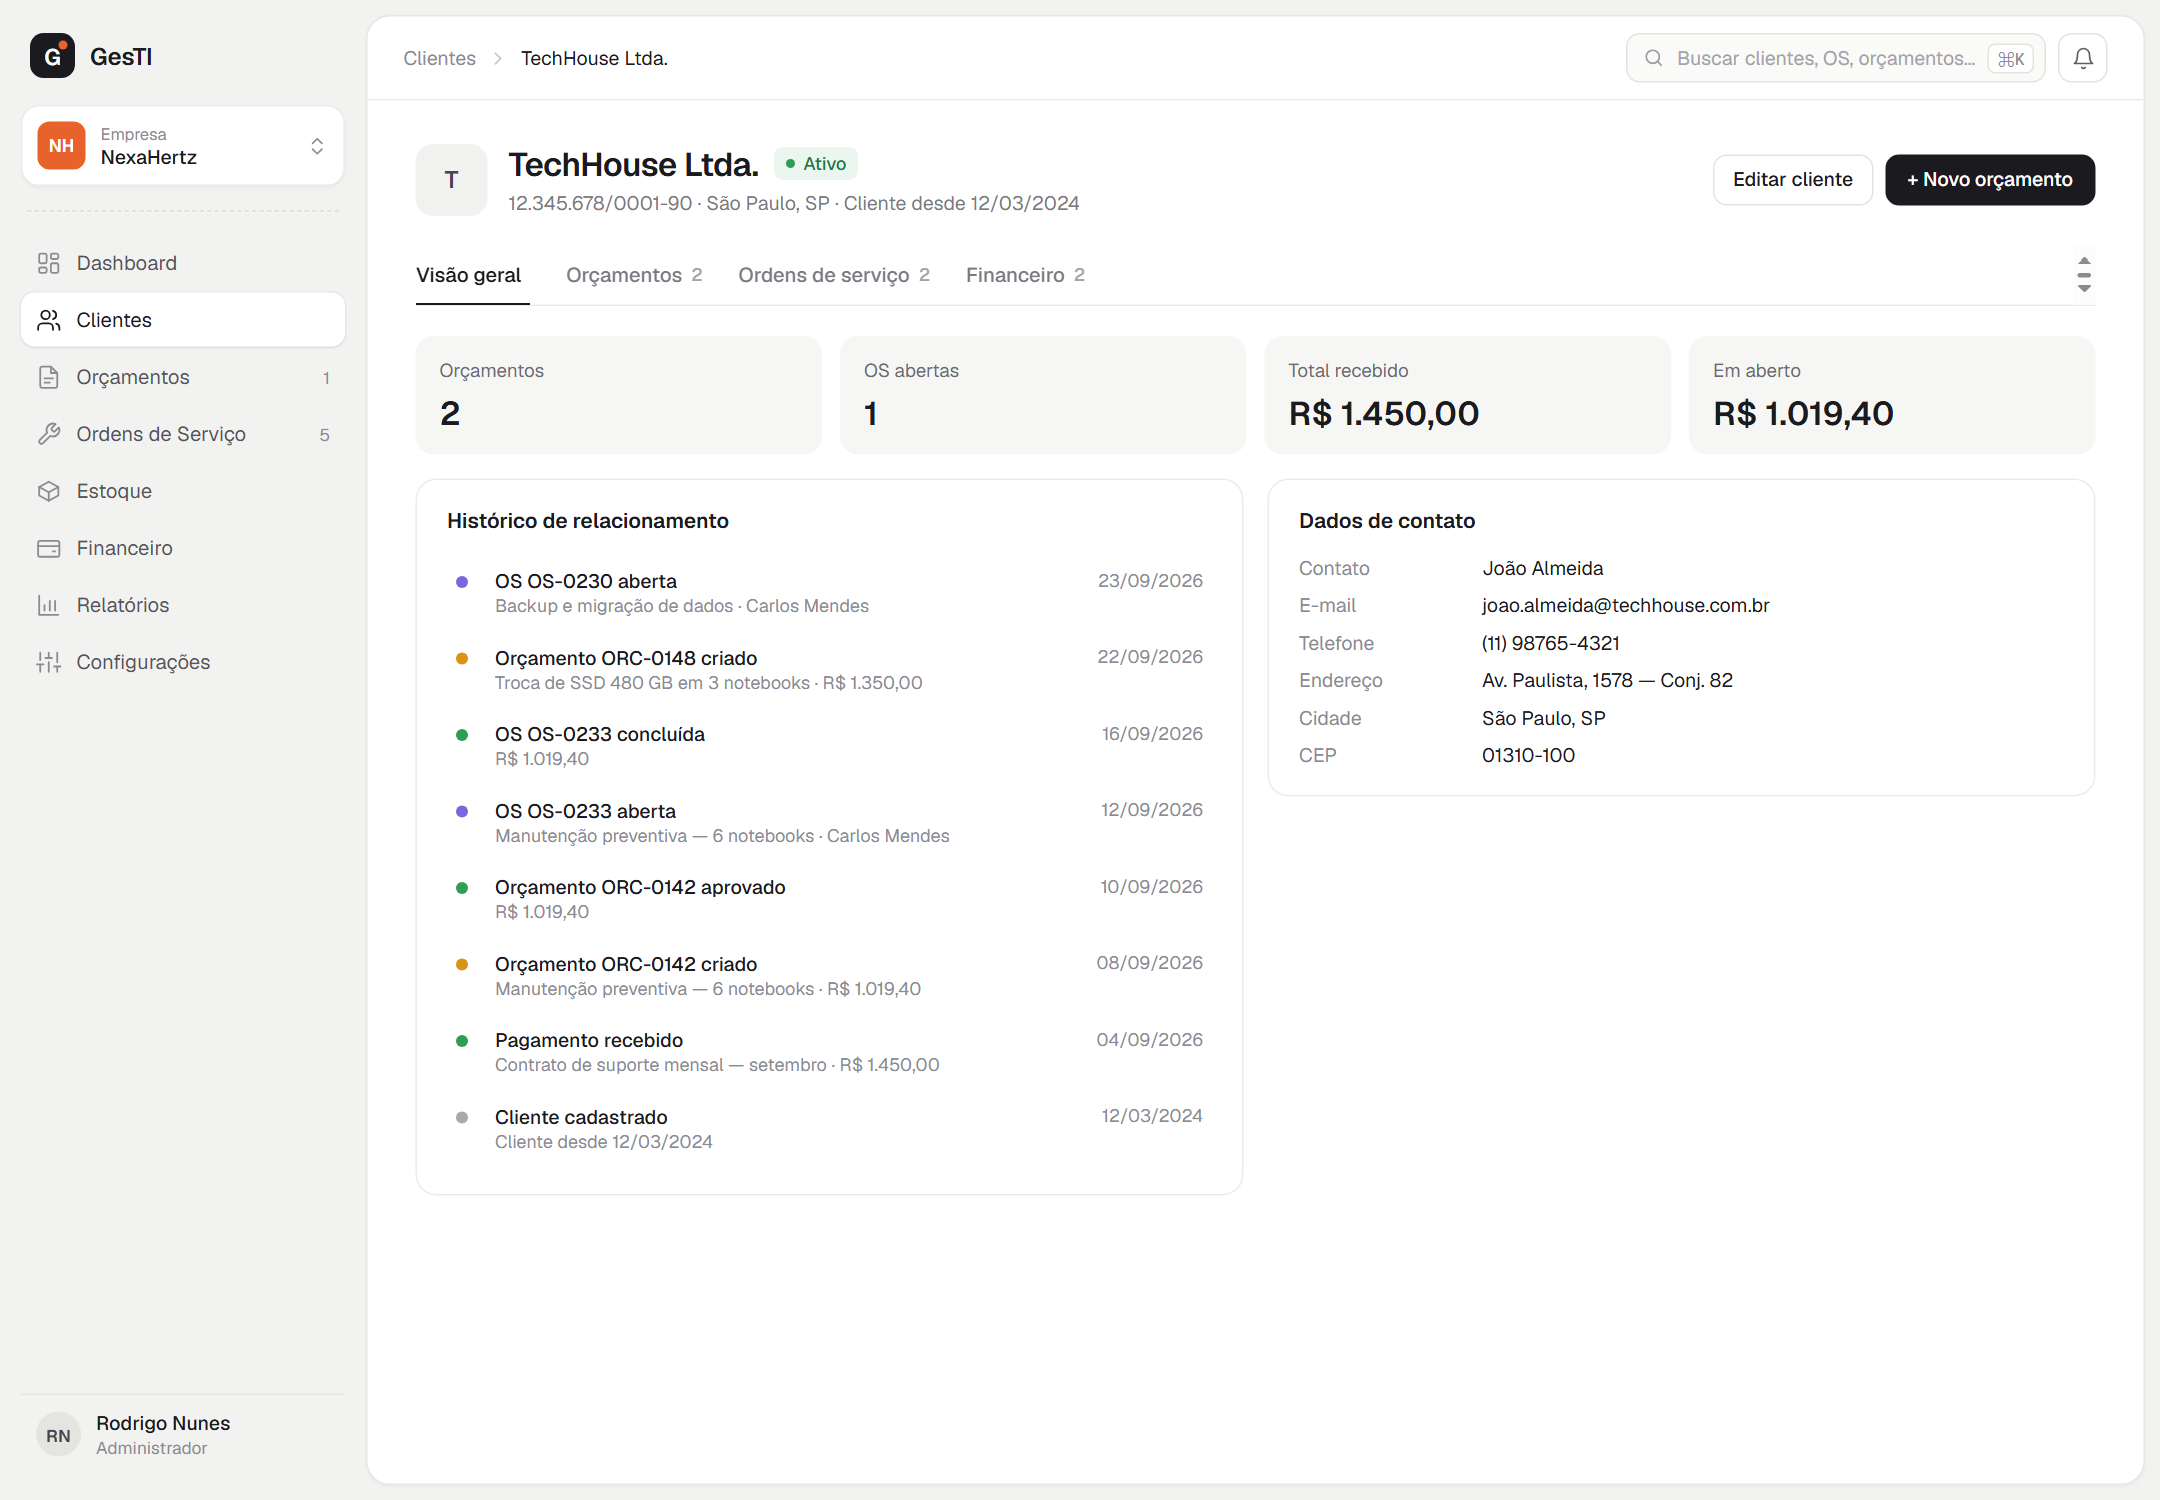 G GesTI
NH Empresa
NexaHertz
Dashboard
Clientes
Orçamentos 1
Ordens de Serviço 5
Estoque
Financeiro
Relatórios
Configurações
RN Rodrigo Nunes
Administrador
Clientes TechHouse Ltda.
Buscar clientes, OS, orçamentos... ⌘K
T TechHouse Ltda. Ativo
12.345.678/0001-90 · São Paulo, SP · Cliente desde 12/03/2024
Editar cliente + Novo orçamento
Visão geral Orçamentos 2 Ordens de serviço 2 Financeiro 2
Orçamentos
2
OS abertas
1
Total recebido
R$ 1.450,00
Em aberto
R$ 1.019,40
Histórico de relacionamento
OS OS-0230 aberta 23/09/2026
Backup e migração de dados · Carlos Mendes
Orçamento ORC-0148 criado 22/09/2026
Troca de SSD 480 GB em 3 notebooks · R$ 1.350,00
OS OS-0233 concluída 16/09/2026
R$ 1.019,40
OS OS-0233 aberta 12/09/2026
Manutenção preventiva — 6 notebooks · Carlos Mendes
Orçamento ORC-0142 aprovado 10/09/2026
R$ 1.019,40
Orçamento ORC-0142 criado 08/09/2026
Manutenção preventiva — 6 notebooks · R$ 1.019,40
Pagamento recebido 04/09/2026
Contrato de suporte mensal — setembro · R$ 1.450,00
Cliente cadastrado 12/03/2024
Cliente desde 12/03/2024
Dados de contato
Contato João Almeida
E-mail joao.almeida@techhouse.com.br
Telefone (11) 98765-4321
Endereço Av. Paulista, 1578 — Conj. 82
Cidade São Paulo, SP
CEP 01310-100